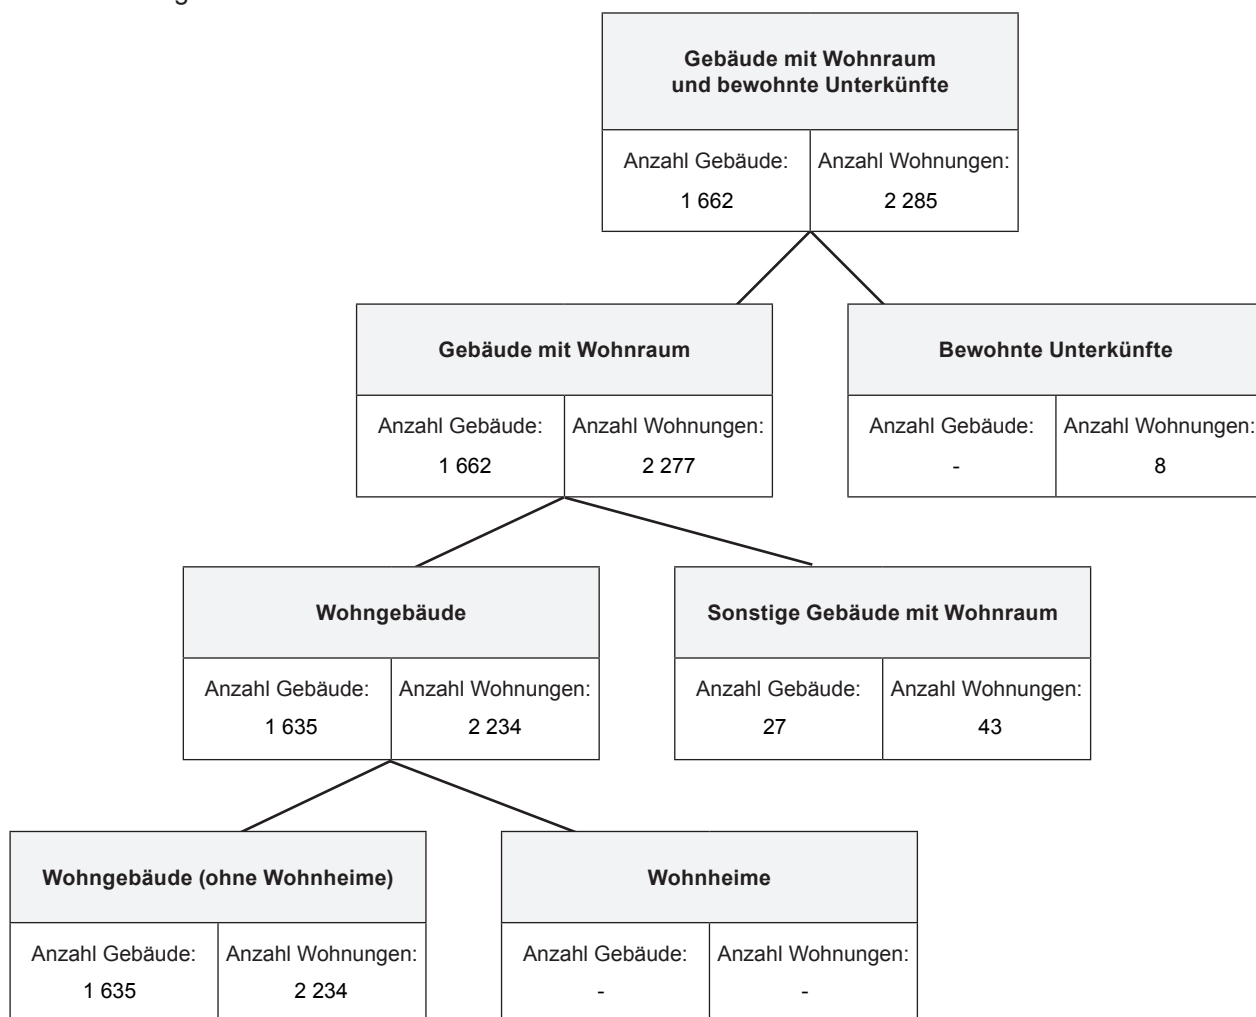 Gebäude mit Wohnraum
und bewohnte Unterkünfte
Anzahl Gebäude: Anzahl Wohnungen:
1 662 2 285
Gebäude mit Wohnraum Bewohnte Unterkünfte
Anzahl Gebäude: Anzahl Wohnungen: Anzahl Gebäude: Anzahl Wohnungen:
1 662 2 277 - 8
Wohngebäude Sonstige Gebäude mit Wohnraum
Anzahl Gebäude: Anzahl Wohnungen: Anzahl Gebäude: Anzahl Wohnungen:
1 635 2 234 27 43
Wohngebäude (ohne Wohnheime) Wohnheime
Anzahl Gebäude: Anzahl Wohnungen: Anzahl Gebäude: Anzahl Wohnungen:
1 635 2 234 - -